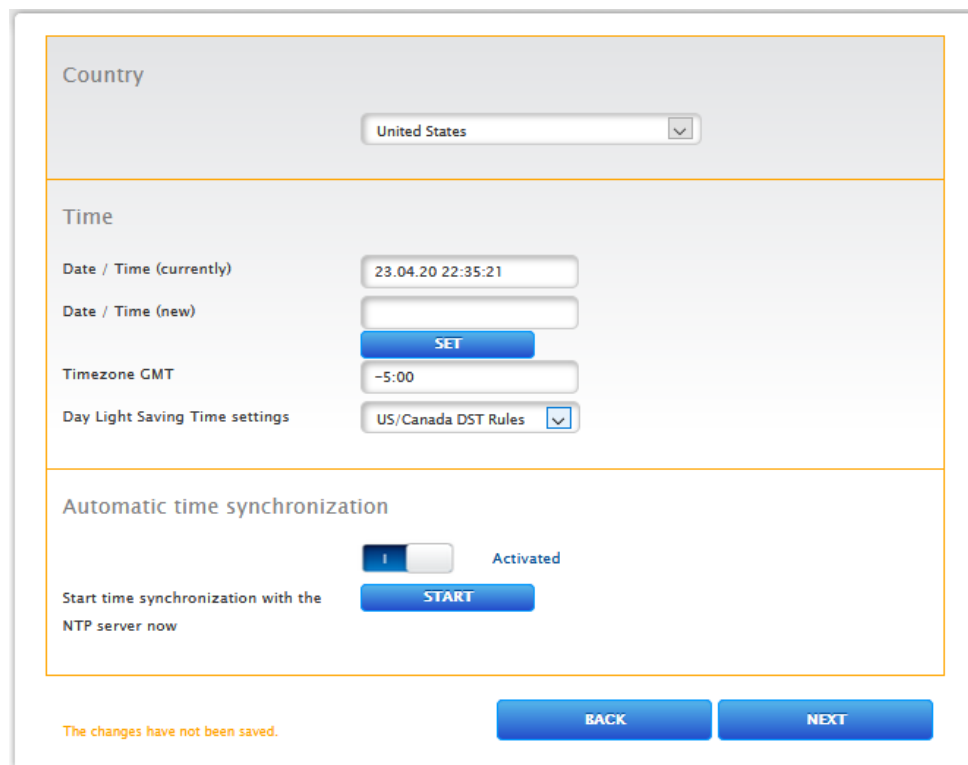 Country
United States
Time
Date / Time (currently)
23.04.20 22:35:21
Date / Time (new)
SET
Timezone GMT
-5:00
Day Light Saving Time settings
US/Canada DST Rules
Automatic time synchronization
I
Activated
Start time synchronization with the
START
NTP server now
The changes have not been saved.
BACK
NEXT